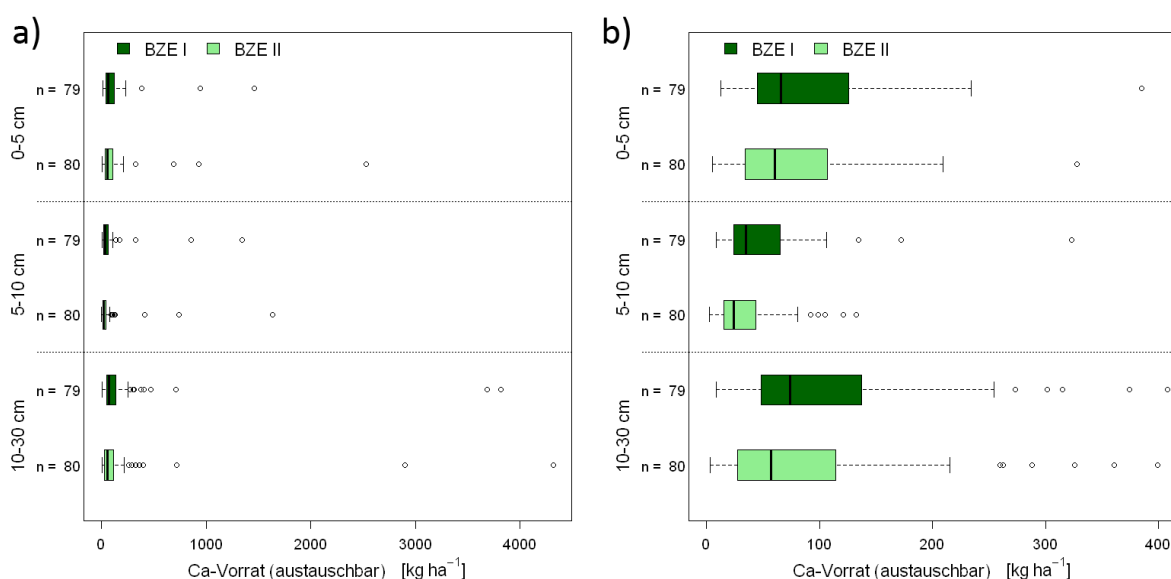 a)
BZE I BZE II
0-5 cm
n = 79
n = 80
5-10 cm
n = 79
n = 80
10-30 cm
n = 79
n = 80
0 1000 2000 3000 4000
Ca-Vorrat (austauschbar) [kg ha⁻¹]
b)
BZE I BZE II
0-5 cm
n = 79
n = 80
5-10 cm
n = 79
n = 80
10-30 cm
n = 79
n = 80
0 100 200 300 400
Ca-Vorrat (austauschbar) [kg ha⁻¹]